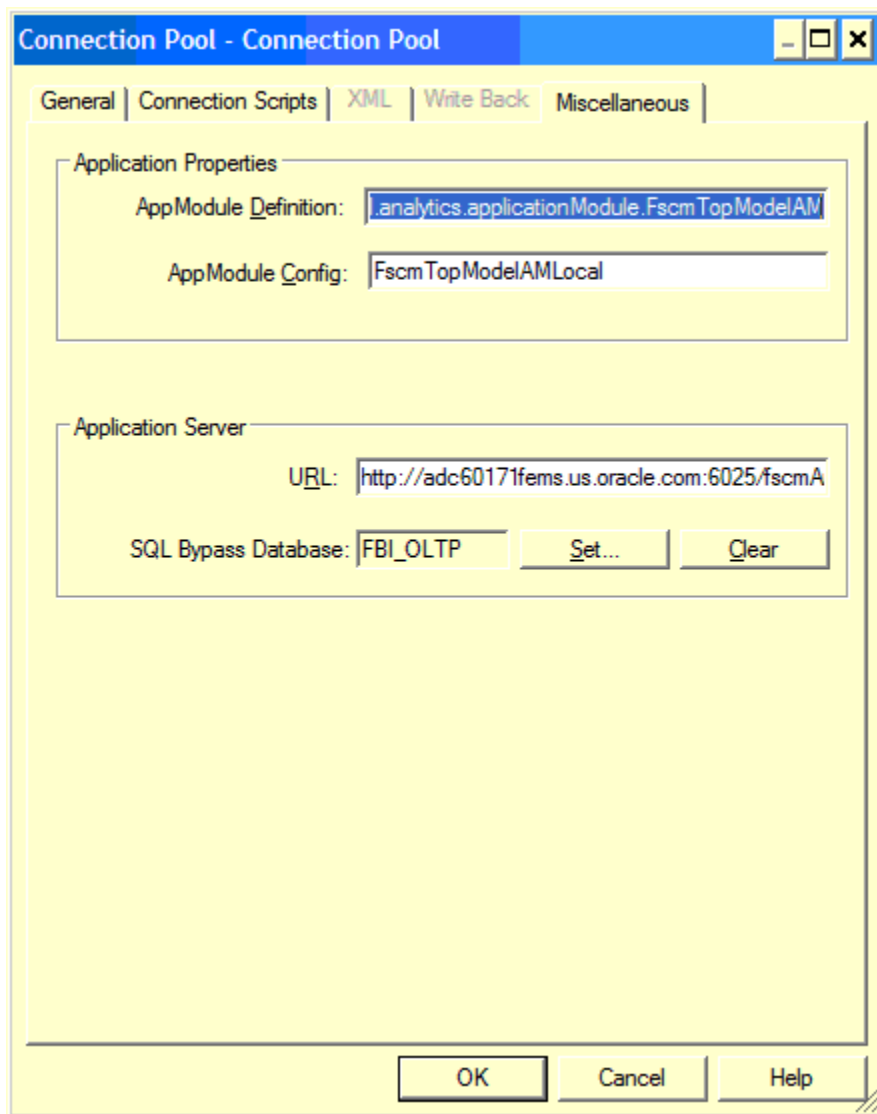 Connection Pool - Connection Pool
General Connection Scripts XML Write Back Miscellaneous
Application Properties
AppModule Definition: l.analytics.applicationModule.FscmTopModelAM
AppModule Config: FscmTopModelAMLocal
Application Server
URL: http://adc60171fems.us.oracle.com:6025/fscmA
SQL Bypass Database: FBI_OLTP Set... Clear
OK Cancel Help